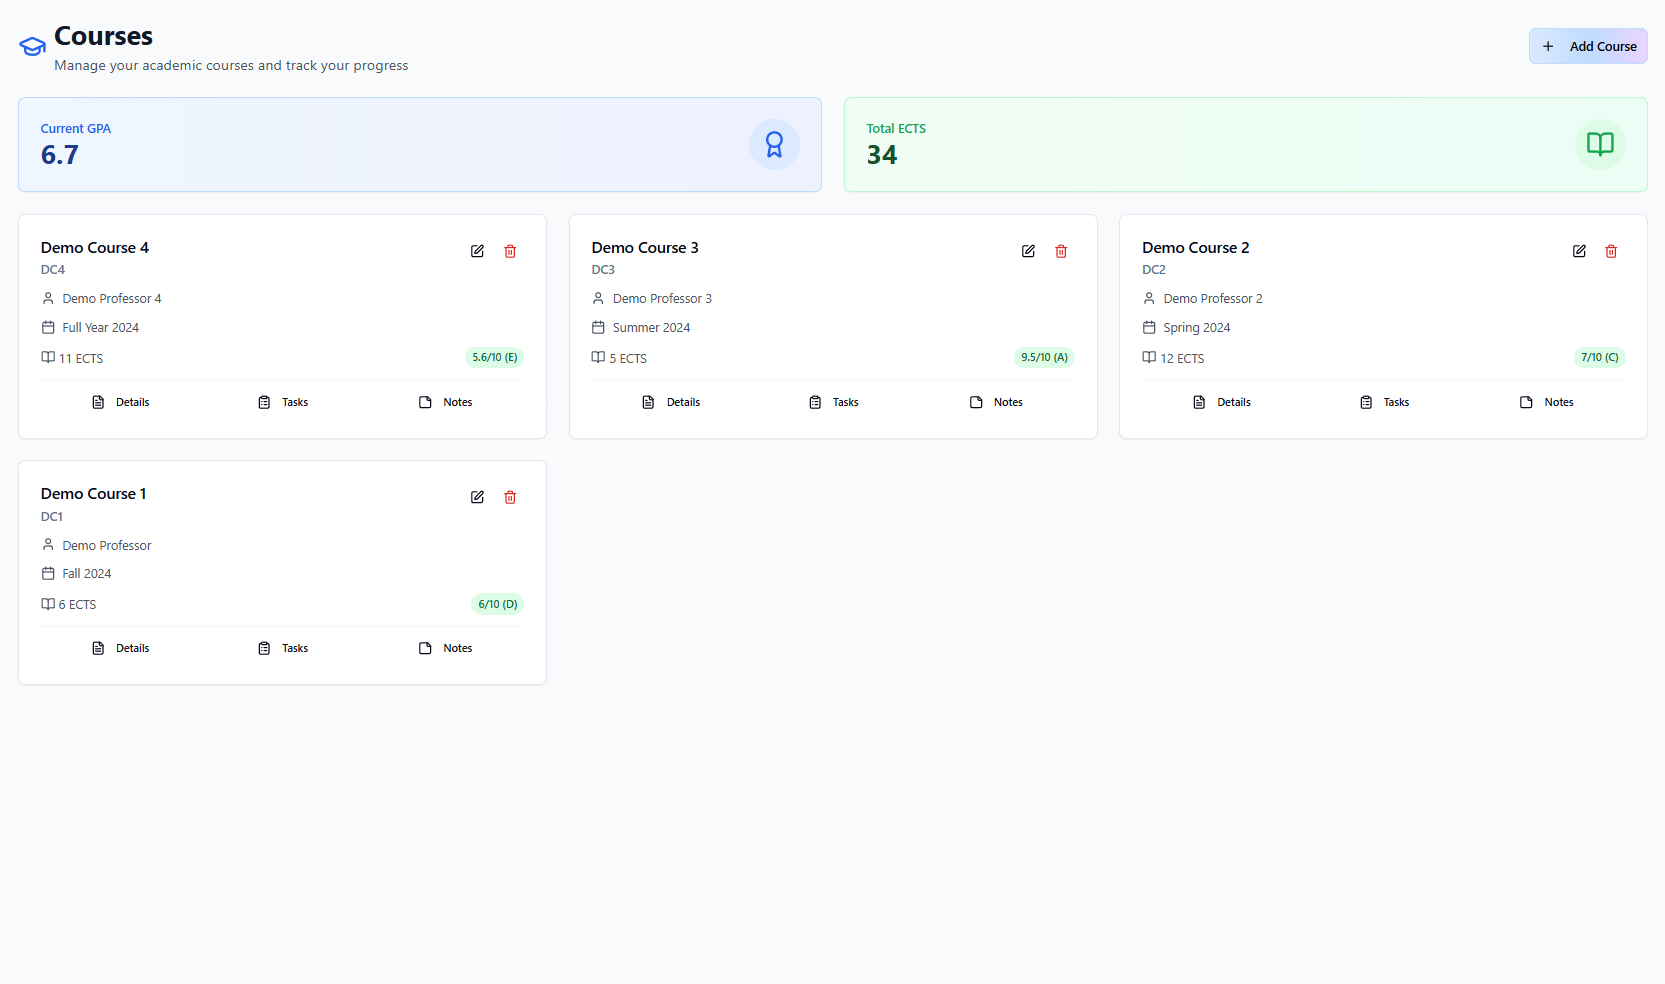 Courses
Manage your academic courses and track your progress
Add Course
Current GPA
6.7
Total ECTS
34
Demo Course 4
DC4
Demo Professor 4
Full Year 2024
11 ECTS
5.6/10 (E)
Details
Tasks
Notes
Demo Course 3
DC3
Demo Professor 3
Summer 2024
5 ECTS
9.5/10 (A)
Details
Tasks
Notes
Demo Course 2
DC2
Demo Professor 2
Spring 2024
12 ECTS
7/10 (C)
Details
Tasks
Notes
Demo Course 1
DC1
Demo Professor
Fall 2024
6 ECTS
6/10 (D)
Details
Tasks
Notes